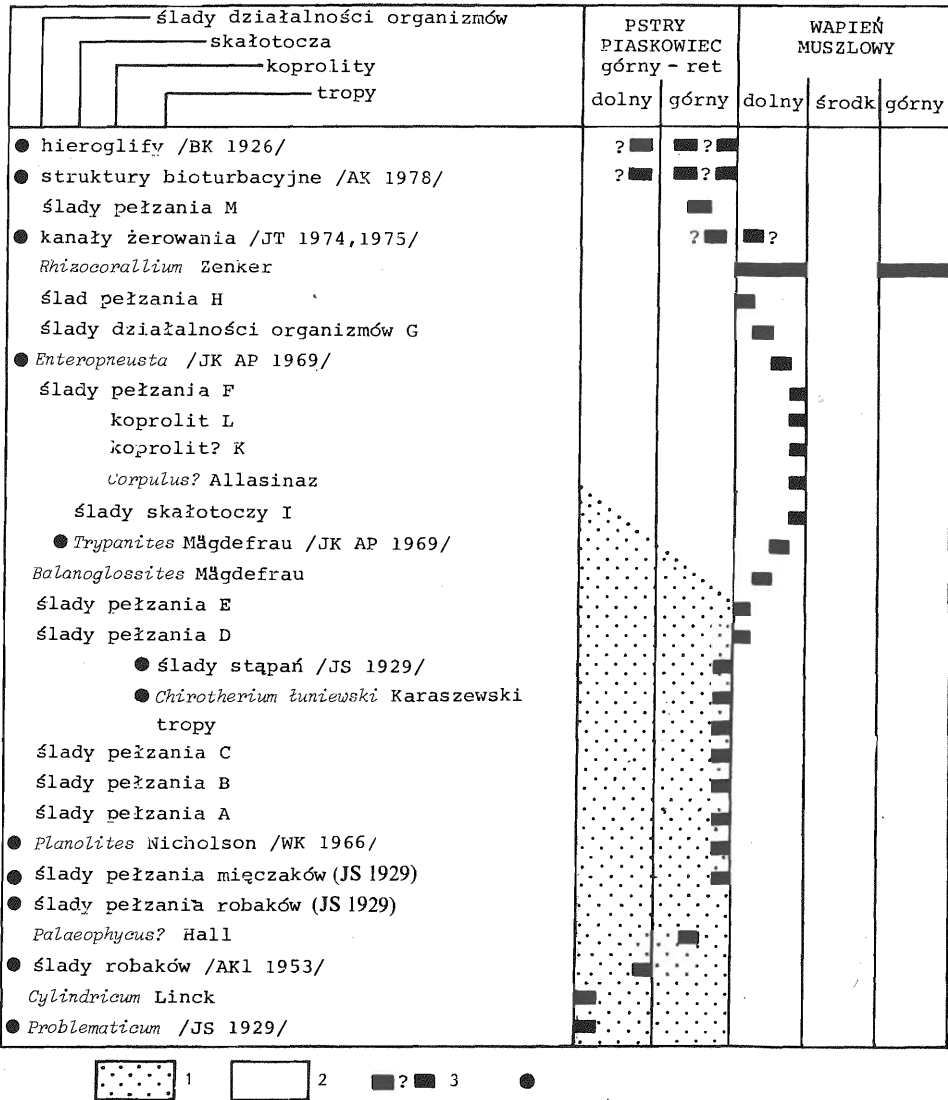 ślady działalności organizmów
skałotocza
koprolity
tropy
PSTRY
PIASKOWIEC
górny - ret
WAPIEŃ
MUSZLOWY
dolny górny dolny środk górny
● hieroglify /BK 1926/ ? ?
● struktury bioturbacyjne /AK 1978/ ? ?
ślady pełzania M
● kanały żerowania /JT 1974,1975/ ? ?
Rhizocorallium Zenker
ślad pełzania H
ślady działalności organizmów G
● Enteropneusta /JK AP 1969/
ślady pełzania F
koprolit L
koprolit? K
Corpulus? Allasinaz
ślady skałotoczy I
● Trypanites Mägdefrau /JK AP 1969/
Balanoglossites Mägdefrau
ślady pełzania E
ślady pełzania D
● ślady stąpań /JS 1929/
● Chirotherium łuniewski Karaszewski
tropy
ślady pełzania C
ślady pełzania B
ślady pełzania A
● Planolites Nicholson /WK 1966/
● ślady pełzania mięczaków (JS 1929)
● ślady pełzania robaków (JS 1929)
Palaeophycus? Hall
● ślady robaków /AK1 1953/
Cylindricum Linck
● Problematicum /JS 1929/
1 2 ? 3 ●